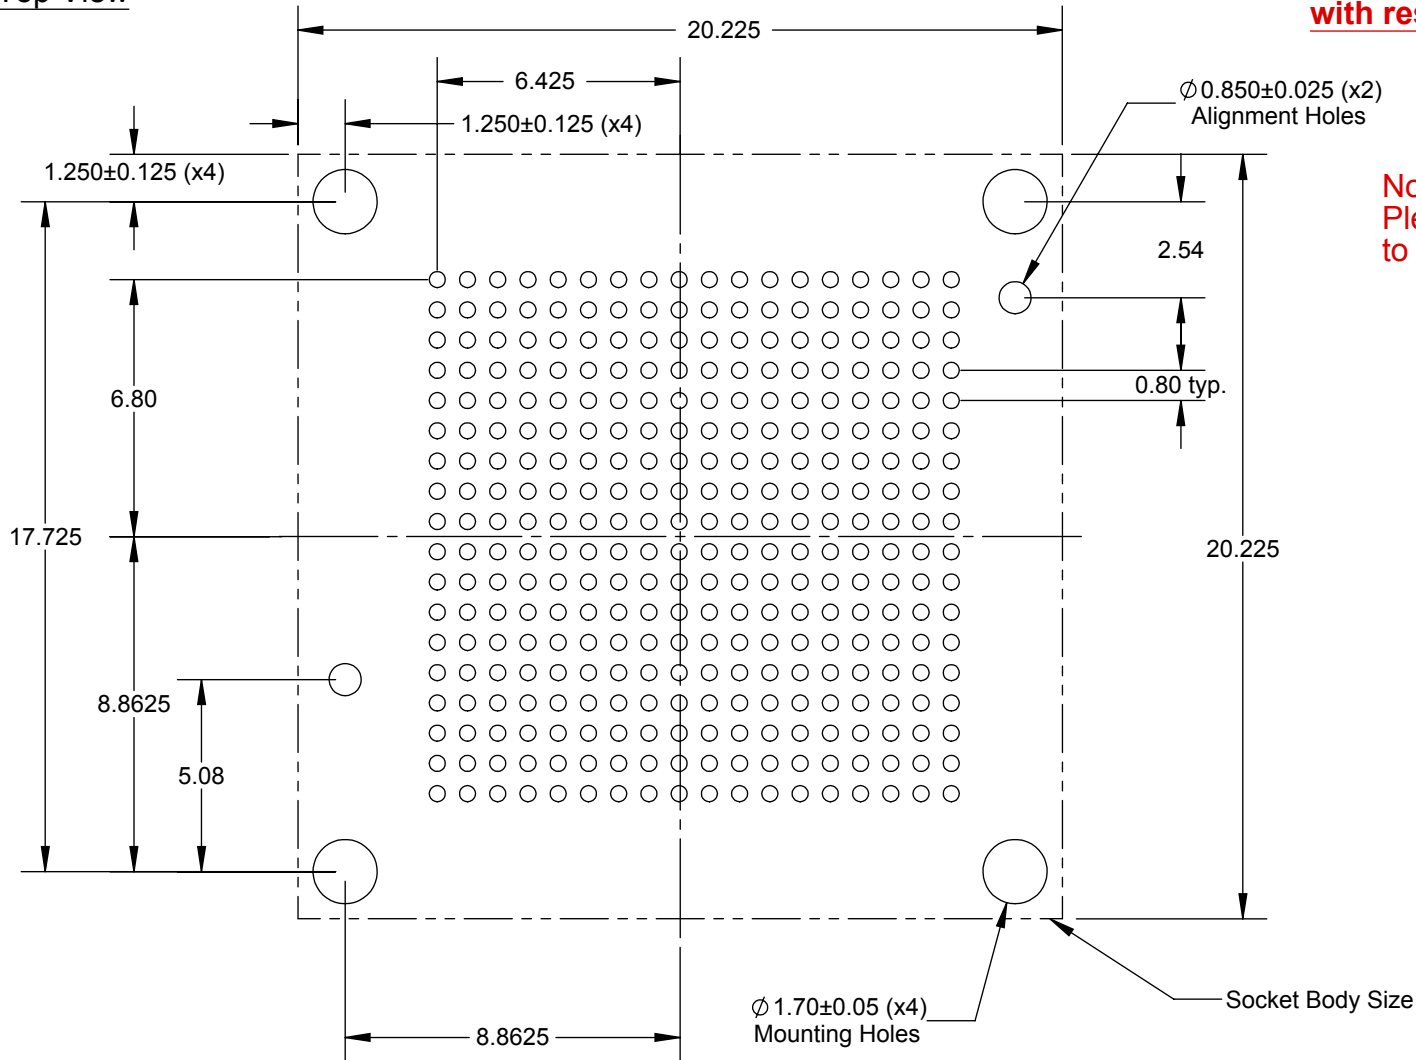 Top View
with res
20.225
6.425
Ø0.850±0.025 (x2)
Alignment Holes
1.250±0.125 (x4)
1.250±0.125 (x4)
No
Ple
to
2.54
0.80 typ.
6.80
17.725
20.225
8.8625
5.08
Ø1.70±0.05 (x4)
Mounting Holes
Socket Body Size
8.8625